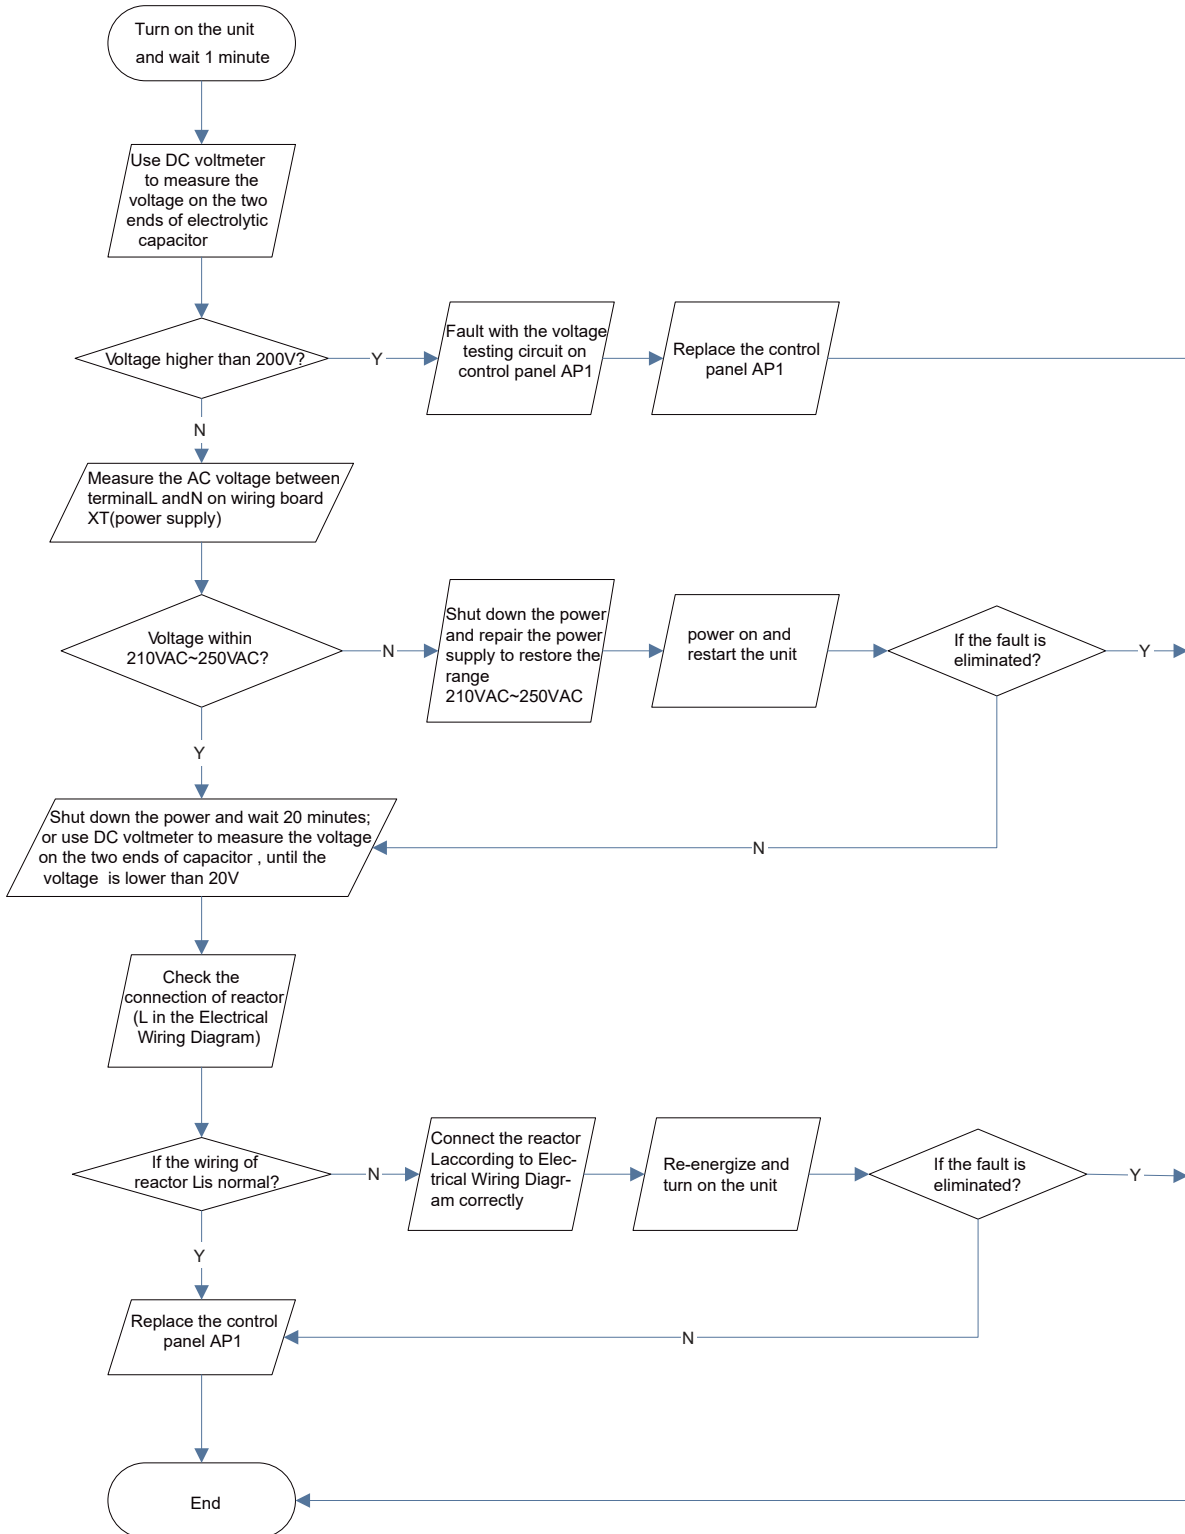 Turn on the unit
and wait 1 minute
Use DC voltmeter
to measure the
voltage on the two
ends of electrolytic
capacitor
Voltage higher than 200V?
Y
Fault with the voltage
testing circuit on
control panel AP1
Replace the control
panel AP1
N
Measure the AC voltage between
terminalL andN on wiring board
XT(power supply)
Voltage within
210VAC~250VAC?
N
Shut down the power
and repair the power
supply to restore the
range
210VAC~250VAC
power on and
restart the unit
If the fault is
eliminated?
Y
Y
Shut down the power and wait 20 minutes;
or use DC voltmeter to measure the voltage
on the two ends of capacitor , until the
voltage is lower than 20V
N
Check the
connection of reactor
(L in the Electrical
Wiring Diagram)
If the wiring of
reactor Lis normal?
N
Connect the reactor
Laccording to Elec-
trical Wiring Diagr-
am correctly
Re-energize and
turn on the unit
If the fault is
eliminated?
Y
Y
Replace the control
panel AP1
N
End